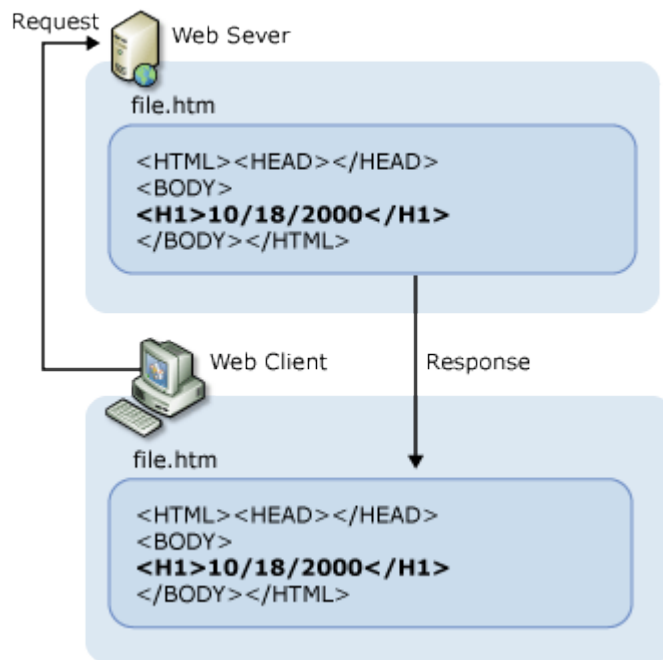 Request
Web Sever
file.htm
<HTML><HEAD></HEAD>
<BODY>
<H1>10/18/2000</H1>
</BODY></HTML>
Web Client
Response
file.htm
<HTML><HEAD></HEAD>
<BODY>
<H1>10/18/2000</H1>
</BODY></HTML>